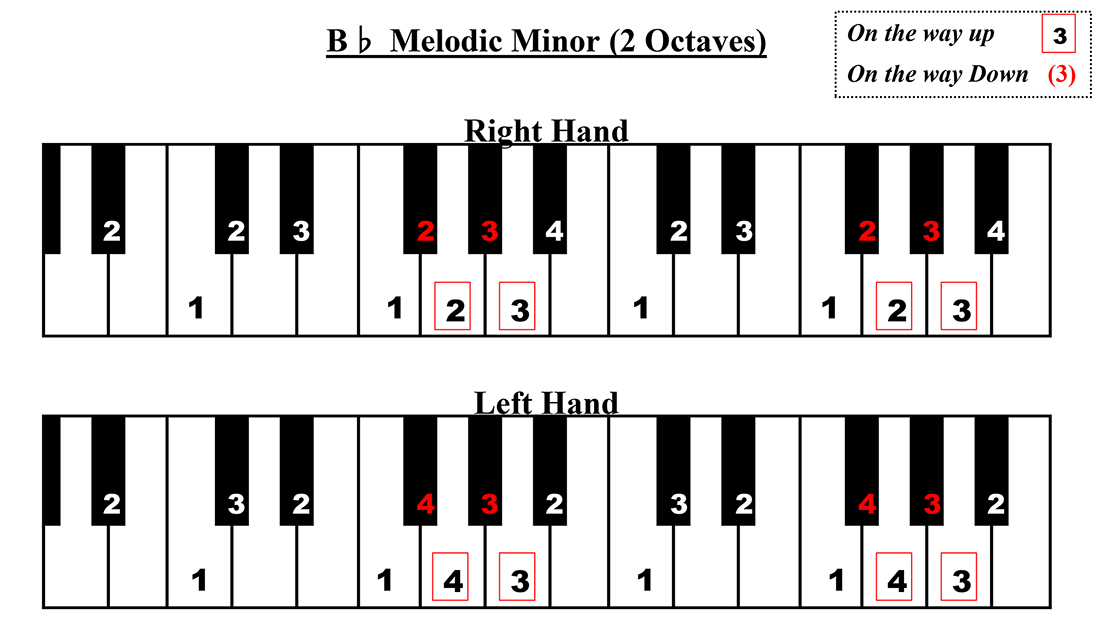 B♭ Melodic Minor (2 Octaves)
On the way up 3
On the way Down (3)
Right Hand
2 2 3 2 3 4 2 3 2 3 4
1 1 2 3 1 1 2 3
Left Hand
2 3 2 4 3 2 3 2 4 3 2
1 1 4 3 1 1 4 3